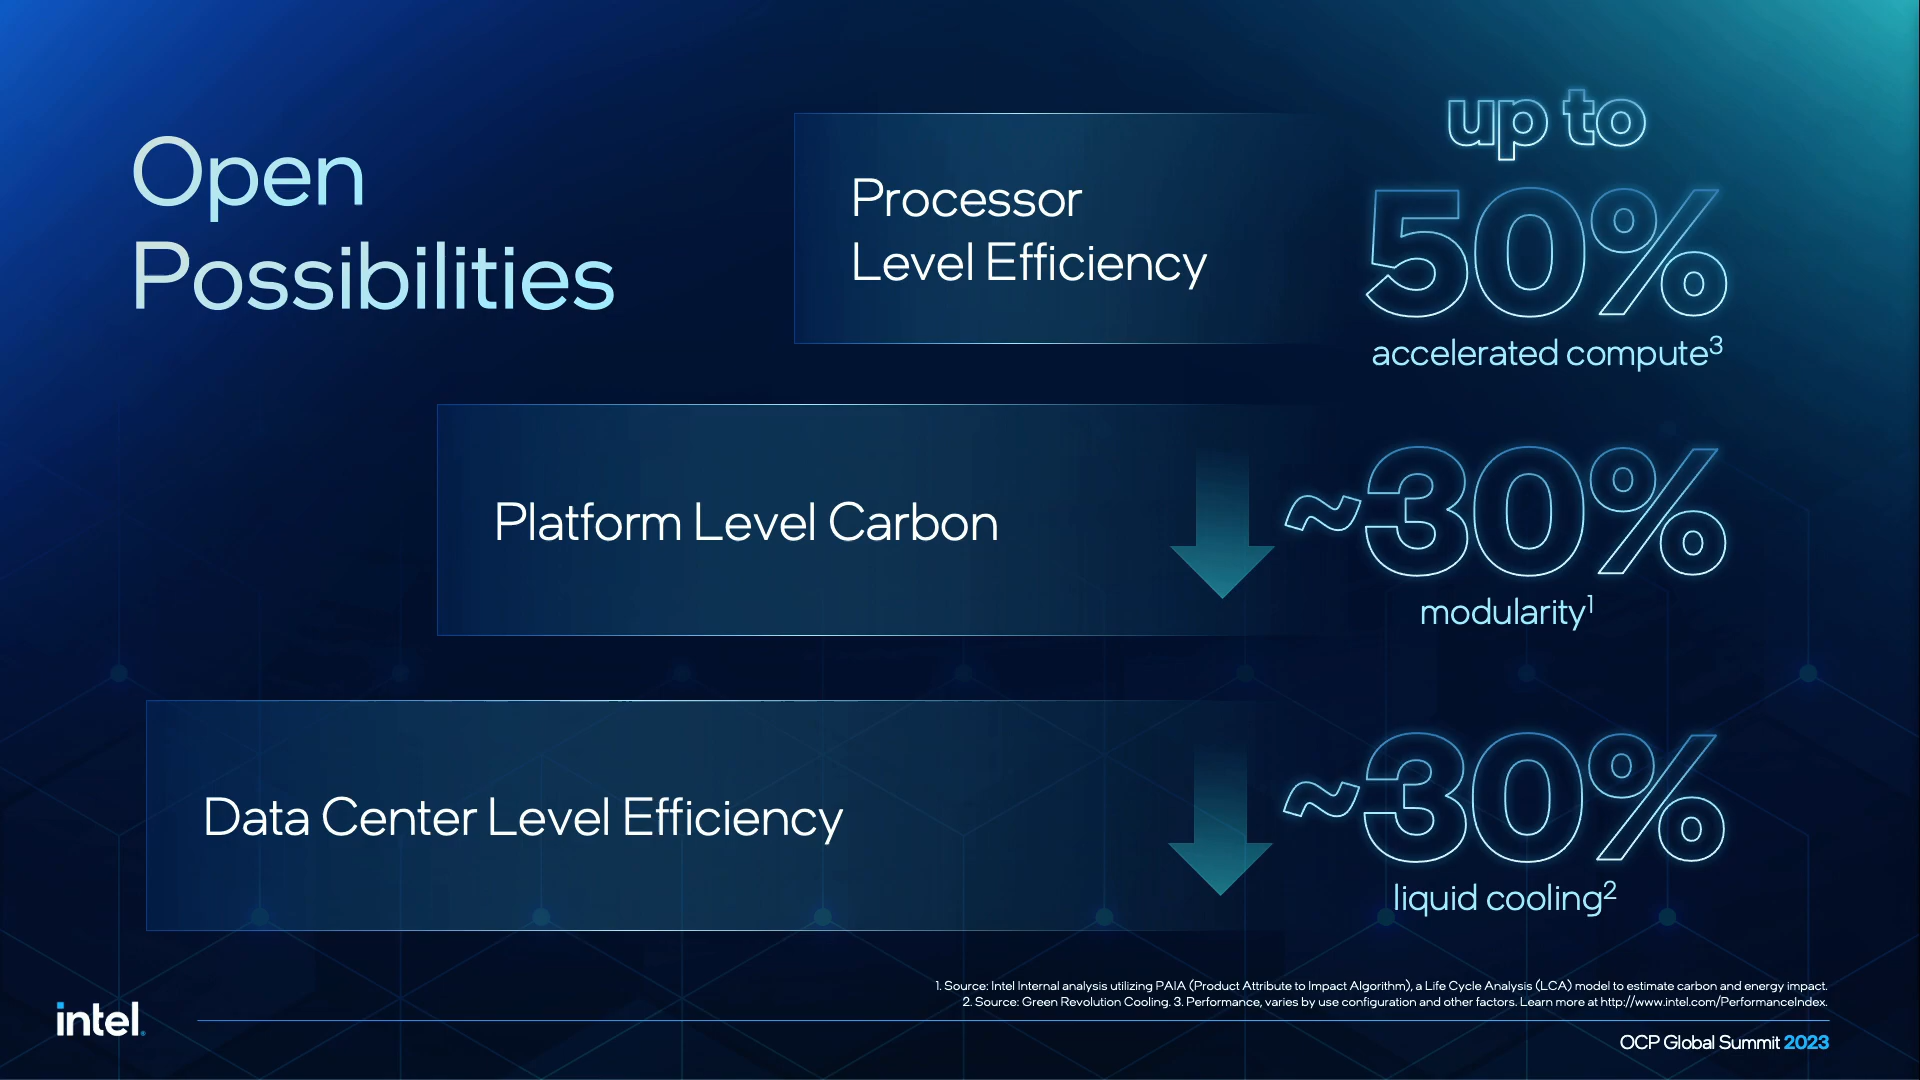 Open
Possibilities
Processor
Level Efficiency
up to
50%
accelerated compute³
Platform Level Carbon
~30%
modularity¹
Data Center Level Efficiency
~30%
liquid cooling²
1. Source: Intel Internal analysis utilizing PAIA (Product Attribute to Impact Algorithm), a Life Cycle Analysis (LCA) model to estimate carbon and energy impact.
2. Source: Green Revolution Cooling. 3. Performance, varies by use configuration and other factors. Learn more at http://www.intel.com/PerformanceIndex.
intel.
OCP Global Summit 2023